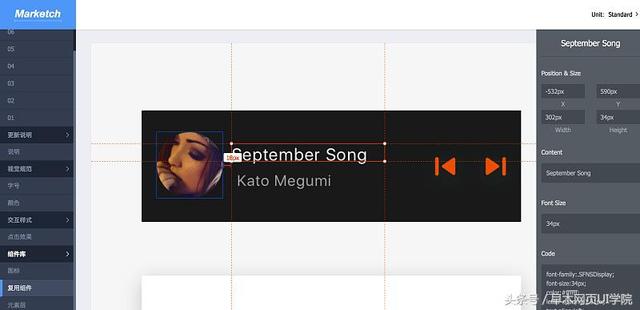 Marketch
Unit: Standard
06
05
04
03
02
01
更新说明
说明
视觉规范
字号
颜色
交互样式
点击效果
组件库
图标
复用组件
元素层
September Song
Kato Megumi
18px
September Song
Position & Size
-532px
590px
X
Y
302px
34px
Width
Height
Content
September Song
Font Size
34px
Code
font-family:.SFNSDisplay;
font-size:34px;
头条号 / 星木网页UI学院